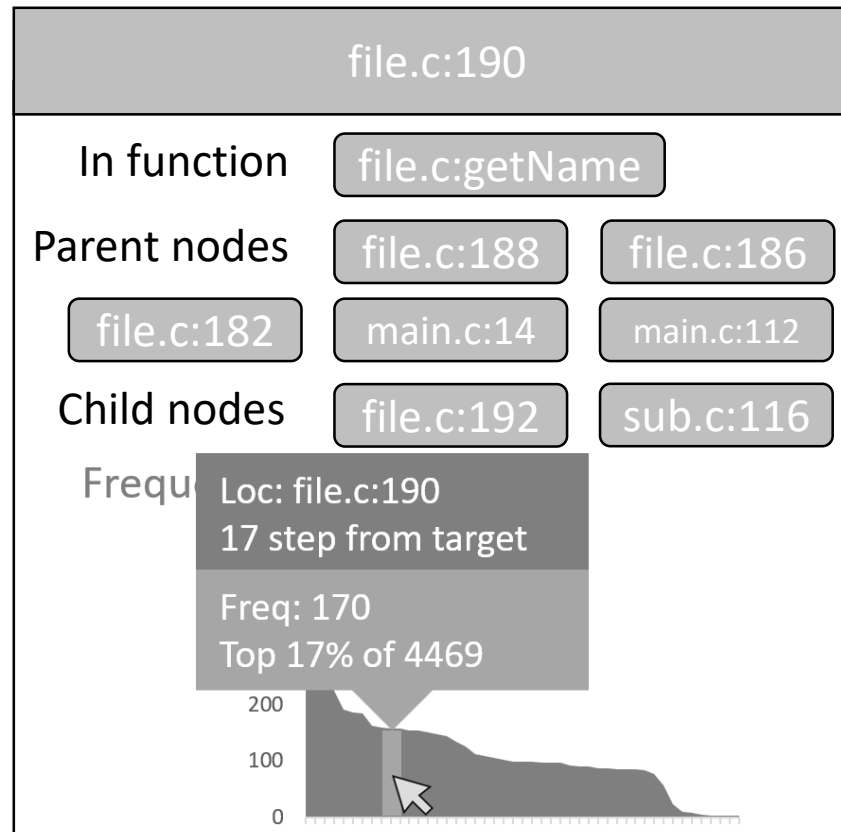 file.c:190
In function file.c:getName
Parent nodes file.c:188 file.c:186
file.c:182 main.c:14 main.c:112
Child nodes file.c:192 sub.c:116
Frequ
Loc: file.c:190
17 step from target
Freq: 170
Top 17% of 4469
200
100
0